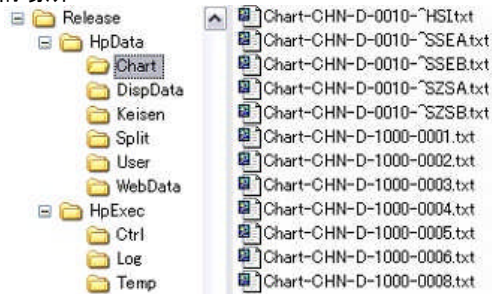 Release
HpData
Chart
DispData
Keisen
Split
User
WebData
HpExec
Ctrl
Log
Temp
Chart-CHN-D-0010-^HSI.txt
Chart-CHN-D-0010-^SSEA.txt
Chart-CHN-D-0010-^SSEB.txt
Chart-CHN-D-0010-^SZSA.txt
Chart-CHN-D-0010-^SZSB.txt
Chart-CHN-D-1000-0001.txt
Chart-CHN-D-1000-0002.txt
Chart-CHN-D-1000-0003.txt
Chart-CHN-D-1000-0004.txt
Chart-CHN-D-1000-0005.txt
Chart-CHN-D-1000-0006.txt
Chart-CHN-D-1000-0008.txt